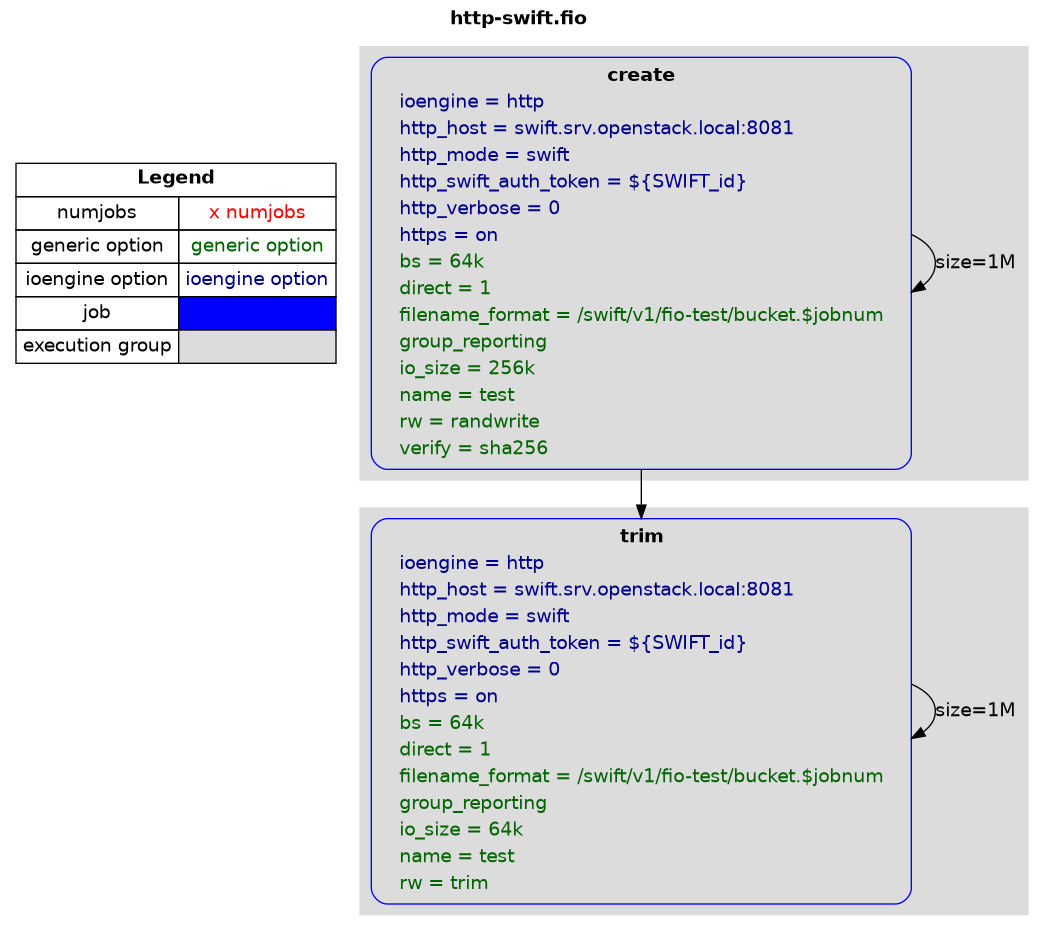 http-swift.fio
Legend
numjobs x numjobs
generic option generic option
ioengine option ioengine option
job
execution group
create
ioengine = http
http_host = swift.srv.openstack.local:8081
http_mode = swift
http_swift_auth_token = ${SWIFT_id}
http_verbose = 0
https = on
bs = 64k
direct = 1
filename_format = /swift/v1/fio-test/bucket.$jobnum
group_reporting
io_size = 256k
name = test
rw = randwrite
verify = sha256
size=1M
trim
ioengine = http
http_host = swift.srv.openstack.local:8081
http_mode = swift
http_swift_auth_token = ${SWIFT_id}
http_verbose = 0
https = on
bs = 64k
direct = 1
filename_format = /swift/v1/fio-test/bucket.$jobnum
group_reporting
io_size = 64k
name = test
rw = trim
size=1M